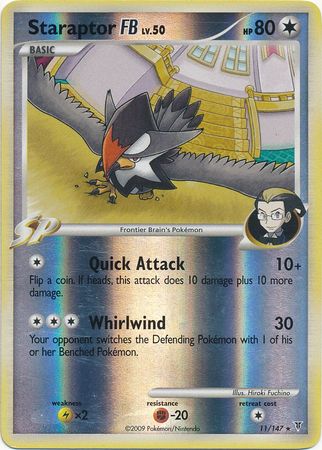 Staraptor FB LV.50 HP 80
BASIC
SP
Frontier Brain's Pokémon
Quick Attack 10+
Flip a coin. If heads, this attack does 10 damage plus 10 more
damage.
Whirlwind 30
Your opponent switches the Defending Pokémon with 1 of his
or her Benched Pokémon.
weakness resistance retreat cost
×2 -20
Illus. Hiroki Fuchino
©2009 Pokémon/Nintendo 11/147 ★